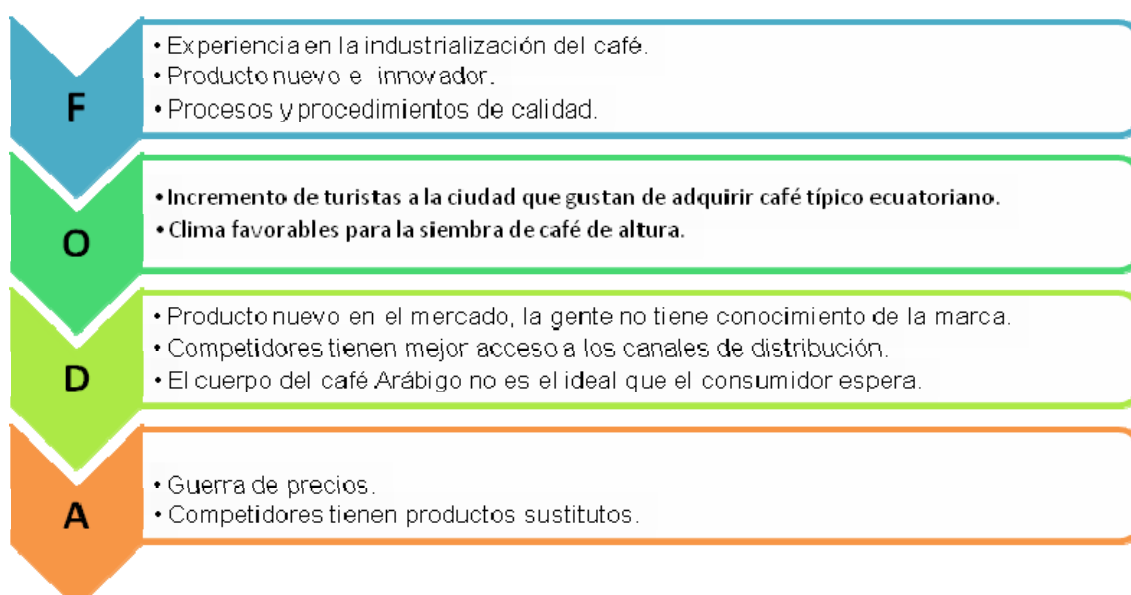 F
• Experiencia en la industrialización del café.
• Producto nuevo e innovador.
• Procesos y procedimientos de calidad.
O
• Incremento de turistas a la ciudad que gustan de adquirir café típico ecuatoriano.
• Clima favorables para la siembra de café de altura.
D
• Producto nuevo en el mercado, la gente no tiene conocimiento de la marca.
• Competidores tienen mejor acceso a los canales de distribución.
• El cuerpo del café Arábigo no es el ideal que el consumidor espera.
A
• Guerra de precios.
• Competidores tienen productos sustitutos.